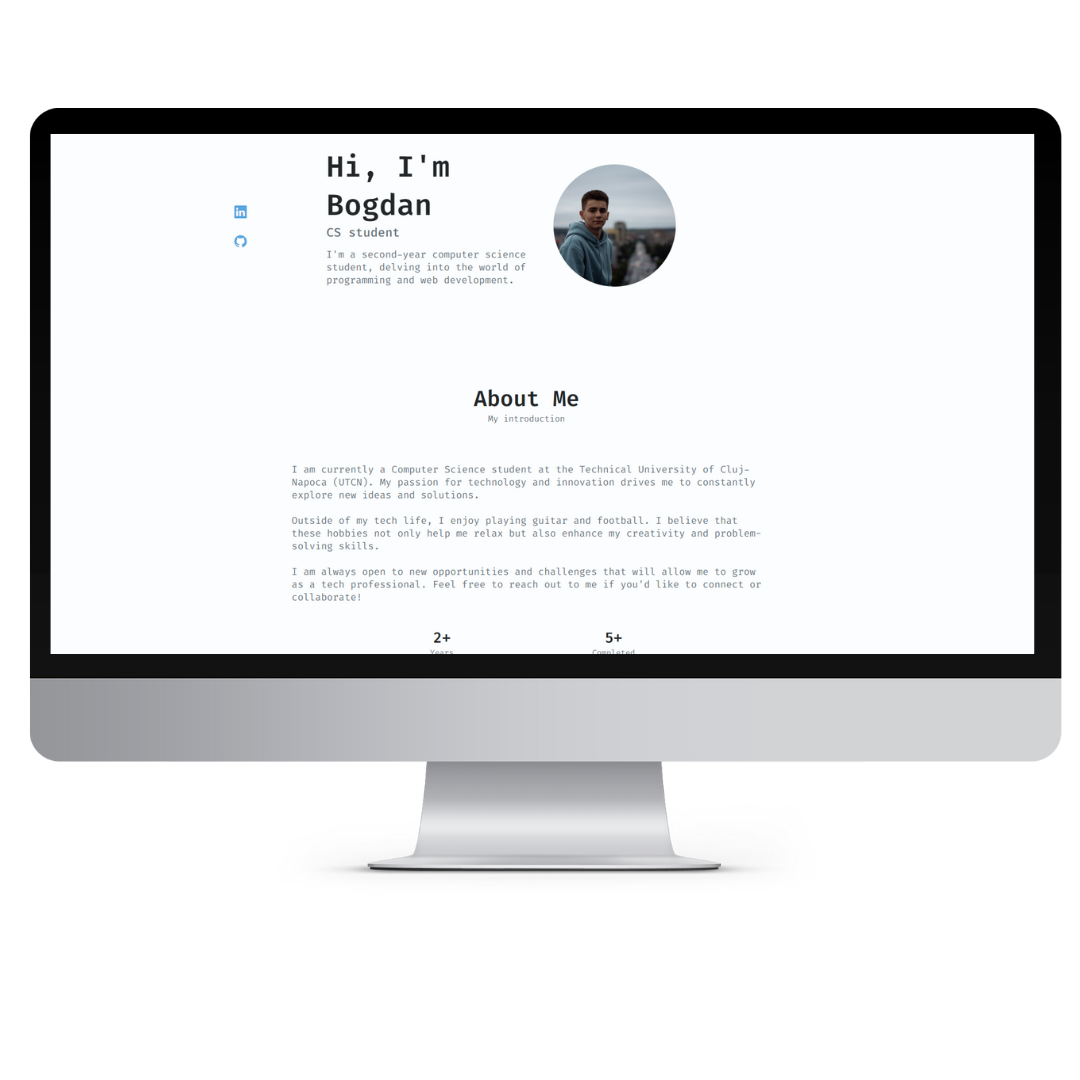 Hi, I'm
Bogdan
CS student
I'm a second-year computer science
student, delving into the world of
programming and web development.
About Me
My introduction
I am currently a Computer Science student at the Technical University of Cluj-
Napoca (UTCN). My passion for technology and innovation drives me to constantly
explore new ideas and solutions.
Outside of my tech life, I enjoy playing guitar and football. I believe that
these hobbies not only help me relax but also enhance my creativity and problem-
solving skills.
I am always open to new opportunities and challenges that will allow me to grow
as a tech professional. Feel free to reach out to me if you'd like to connect or
collaborate!
2+ 5+
Years Completed